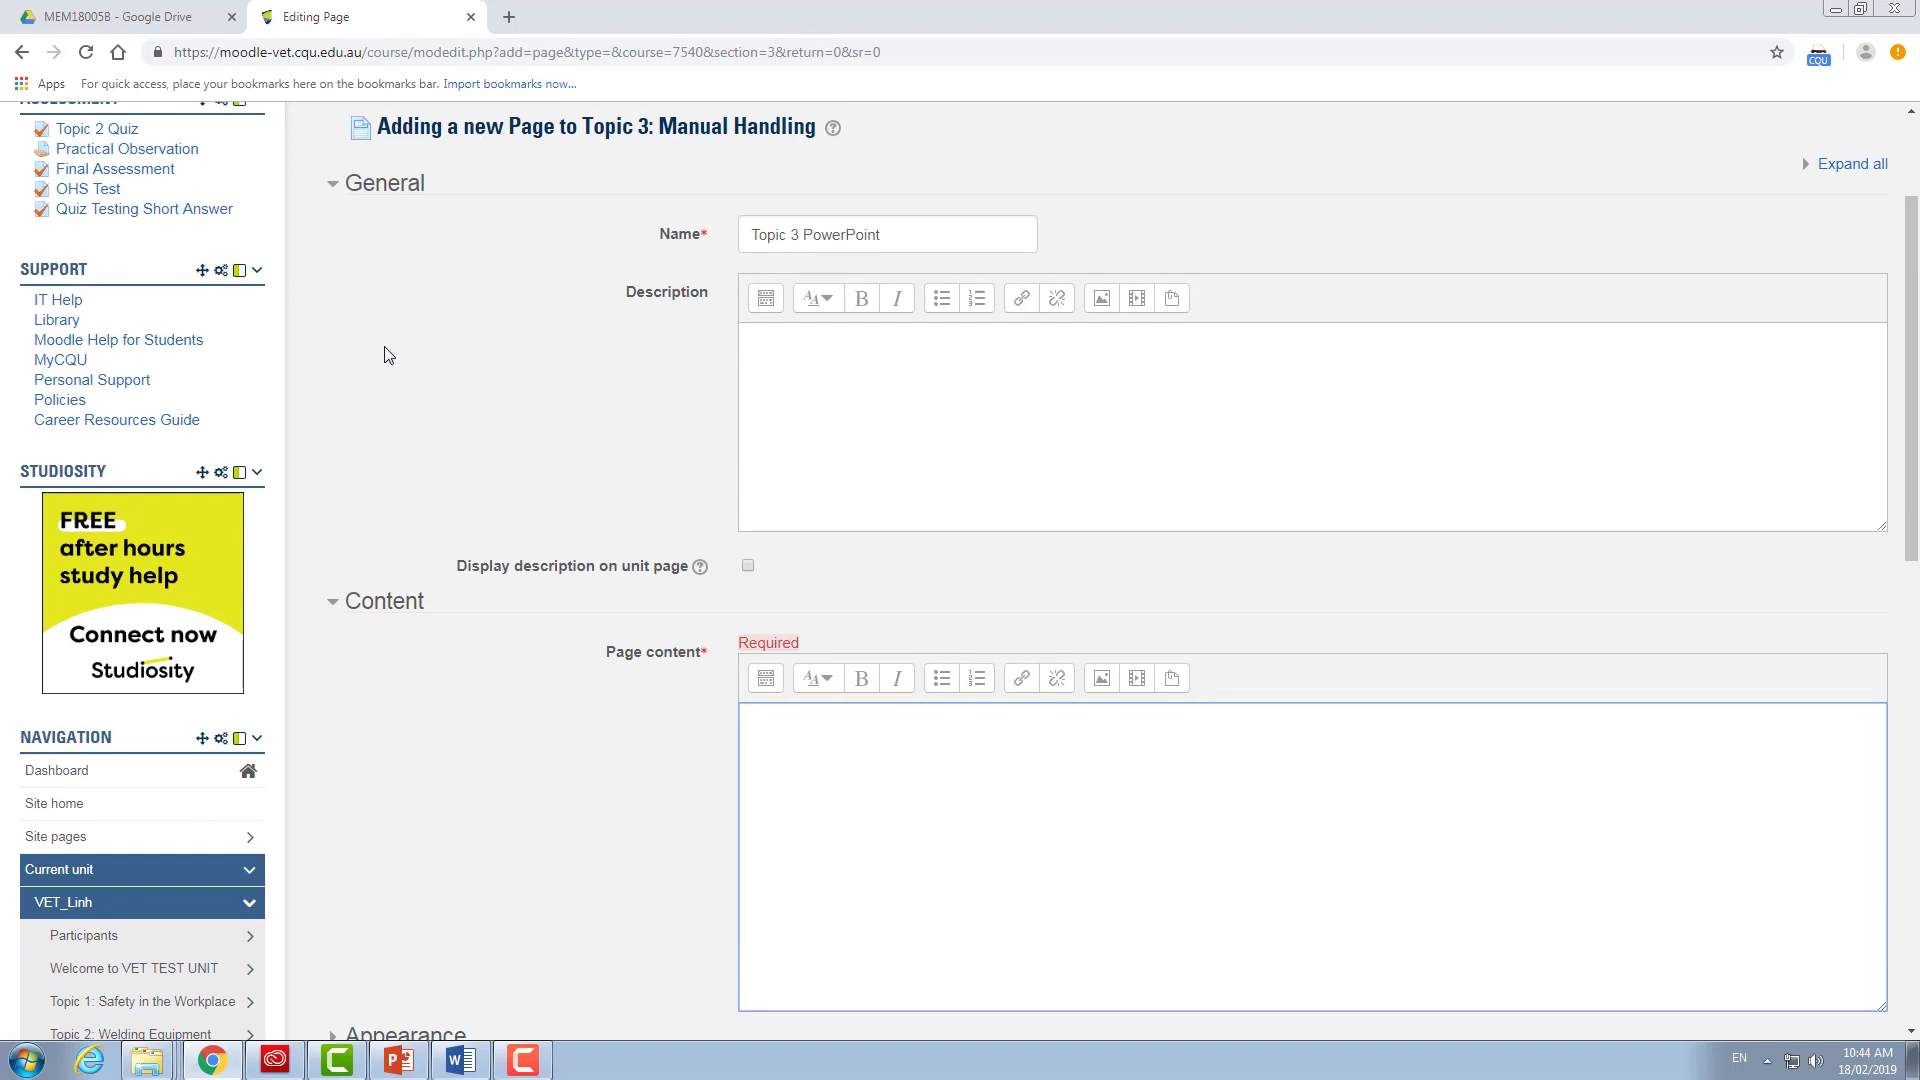 MEM18005B - Google Drive
Editing Page
https://moodle-vet.cqu.edu.au/course/modedit.php?add=page&type=&course=7540&section=3&return=0&sr=0
CQU
Apps
For quick access, place your bookmarks here on the bookmarks bar. Import bookmarks now...
ASSESSMENT
Topic 2 Quiz
Practical Observation
Final Assessment
OHS Test
Quiz Testing Short Answer
SUPPORT
IT Help
Library
Moodle Help for Students
MyCQU
Personal Support
Policies
Career Resources Guide
STUDIOSITY
FREE
after hours
study help
Connect now
Studiosity
NAVIGATION
Dashboard
Site home
Site pages
Current unit
VET_Linh
Participants
Welcome to VET TEST UNIT
Topic 1: Safety in the Workplace
Topic 2: Welding Equipment
Adding a new Page to Topic 3: Manual Handling
Expand all
General
Name*
Topic 3 PowerPoint
Description
Display description on unit page
Content
Required
Page content*
Appearance
EN
10:44 AM
18/02/2019